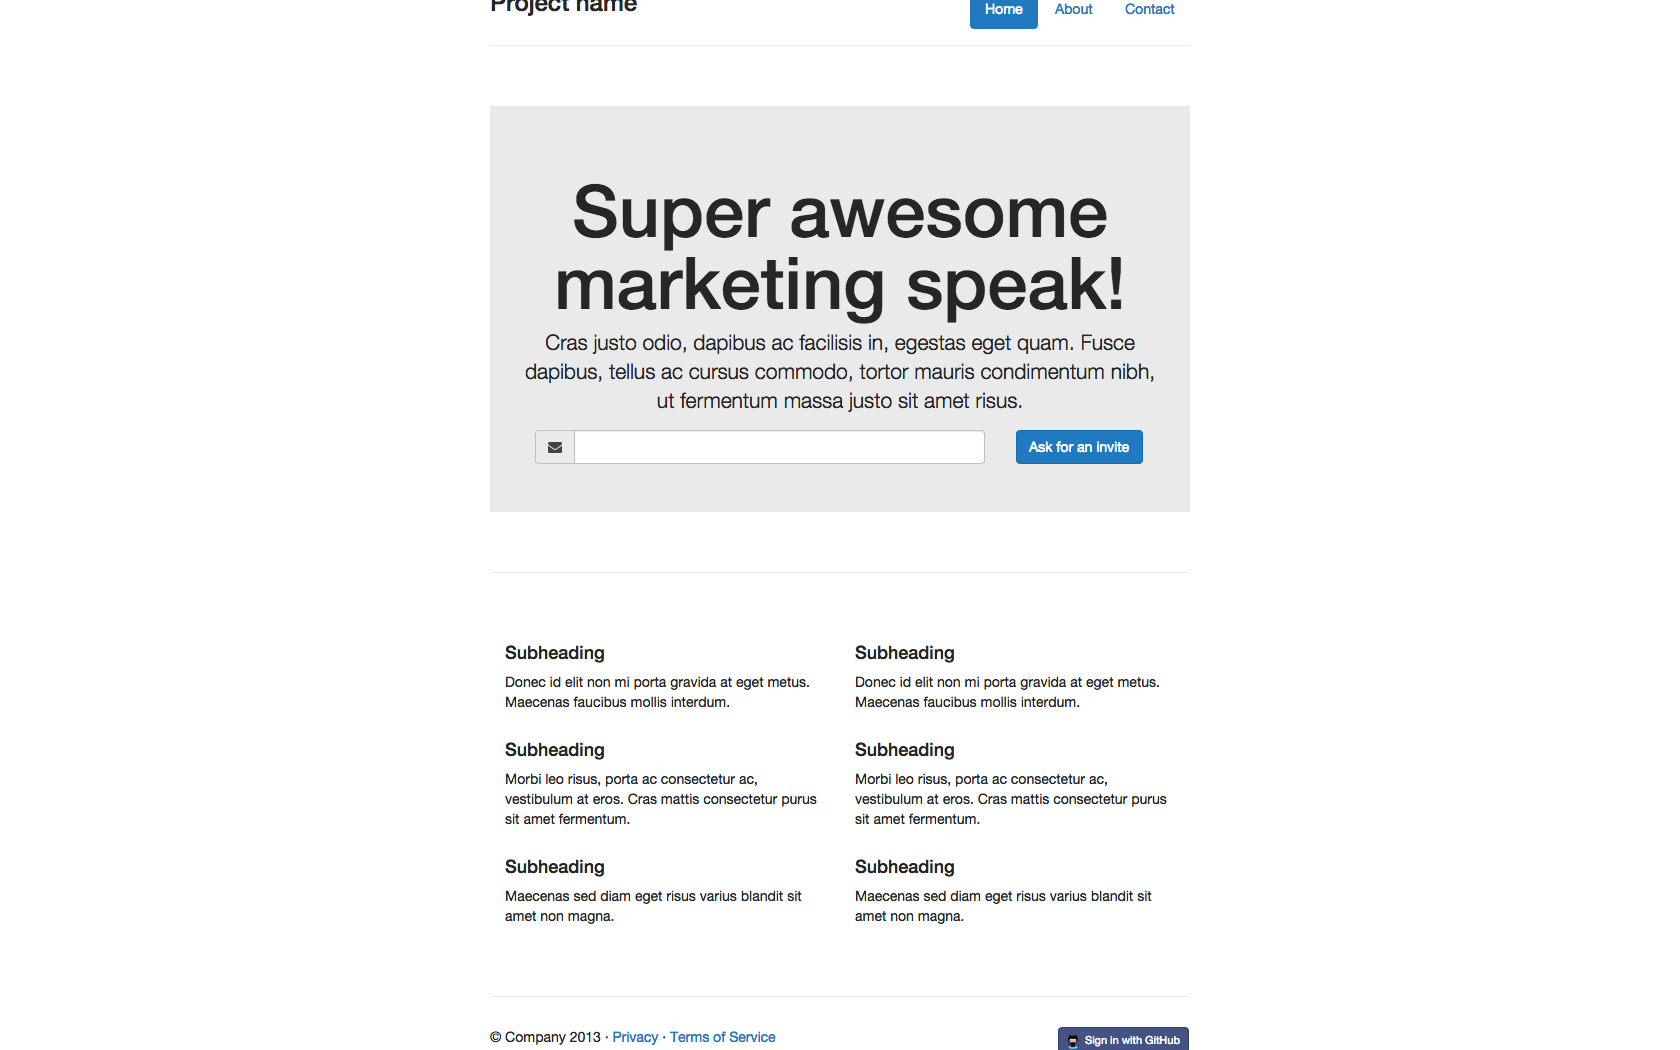 Project name
Home About Contact
Super awesome
marketing speak!
Cras justo odio, dapibus ac facilisis in, egestas eget quam. Fusce
dapibus, tellus ac cursus commodo, tortor mauris condimentum nibh,
ut fermentum massa justo sit amet risus.
Ask for an invite
Subheading
Donec id elit non mi porta gravida at eget metus.
Maecenas faucibus mollis interdum.
Subheading
Morbi leo risus, porta ac consectetur ac,
vestibulum at eros. Cras mattis consectetur purus
sit amet fermentum.
Subheading
Maecenas sed diam eget risus varius blandit sit
amet non magna.
Subheading
Donec id elit non mi porta gravida at eget metus.
Maecenas faucibus mollis interdum.
Subheading
Morbi leo risus, porta ac consectetur ac,
vestibulum at eros. Cras mattis consectetur purus
sit amet fermentum.
Subheading
Maecenas sed diam eget risus varius blandit sit
amet non magna.
© Company 2013 · Privacy · Terms of Service
Sign in with GitHub